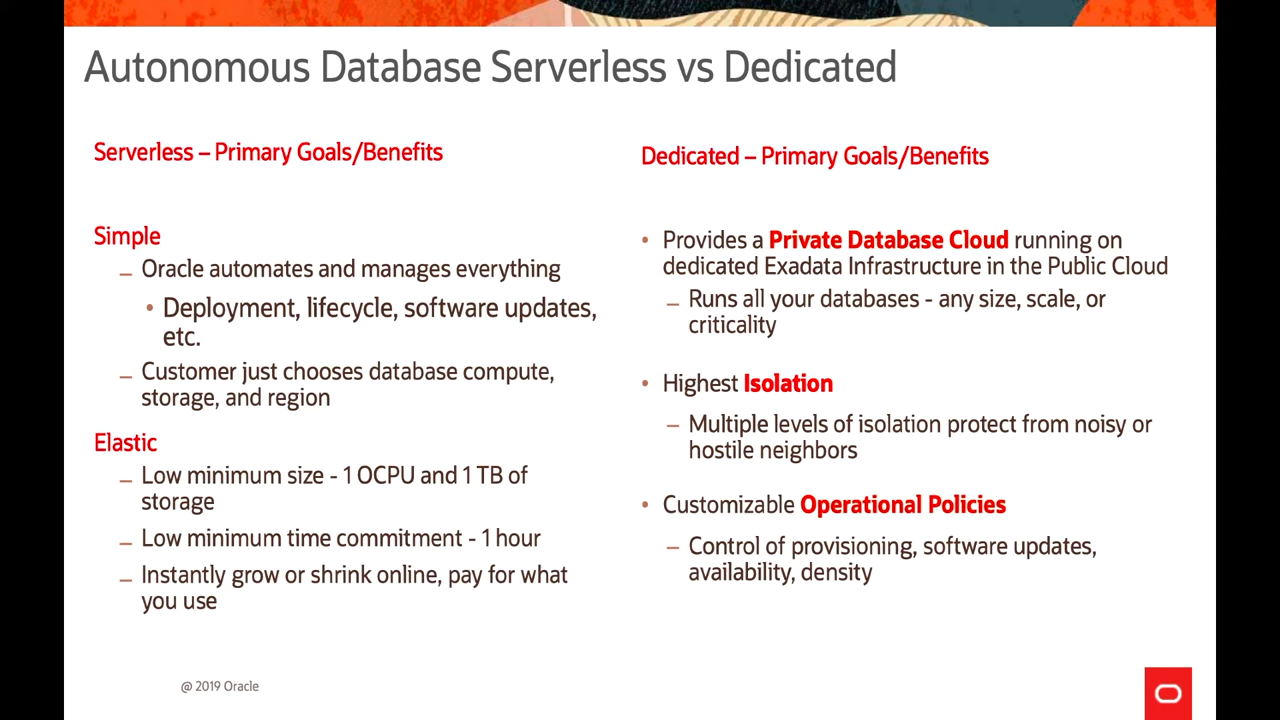 Autonomous Database Serverless vs Dedicated
Serverless – Primary Goals/Benefits
Simple
– Oracle automates and manages everything
• Deployment, lifecycle, software updates,
etc.
– Customer just chooses database compute,
storage, and region
Elastic
– Low minimum size - 1 OCPU and 1 TB of
storage
– Low minimum time commitment - 1 hour
– Instantly grow or shrink online, pay for what
you use
Dedicated – Primary Goals/Benefits
• Provides a Private Database Cloud running on
dedicated Exadata Infrastructure in the Public Cloud
– Runs all your databases - any size, scale, or
criticality
• Highest Isolation
– Multiple levels of isolation protect from noisy or
hostile neighbors
• Customizable Operational Policies
– Control of provisioning, software updates,
availability, density
@ 2019 Oracle